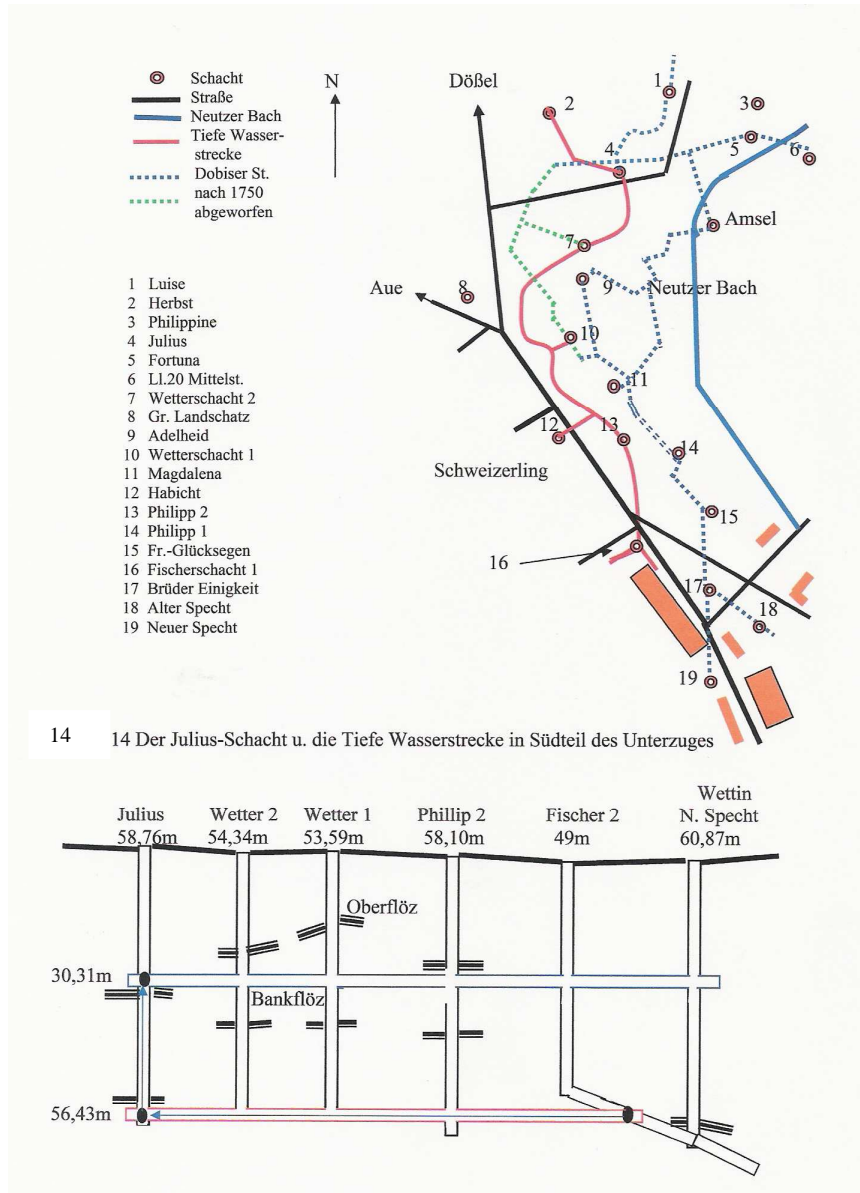 Schacht
Straße
Neutzer Bach
Tiefe Wasser-
strecke
Dobiser St.
nach 1750
abgeworfen
N
Dößel
1
2
3
4
5
6
Amsel
7
Aue
8
9
Neutzer Bach
10
11
12
13
14
Schweizerling
15
16
17
18
19
1 Luise
2 Herbst
3 Philippine
4 Julius
5 Fortuna
6 Ll.20 Mittelst.
7 Wetterschacht 2
8 Gr. Landschatz
9 Adelheid
10 Wetterschacht 1
11 Magdalena
12 Habicht
13 Philipp 2
14 Philipp 1
15 Fr.-Glücksegen
16 Fischerschacht 1
17 Brüder Einigkeit
18 Alter Specht
19 Neuer Specht
14 14 Der Julius-Schacht u. die Tiefe Wasserstrecke in Südteil des Unterzuges
Wettin
Julius Wetter 2 Wetter 1 Phillip 2 Fischer 2 N. Specht
58,76m 54,34m 53,59m 58,10m 49m 60,87m
Oberflöz
30,31m
Bankflöz
56,43m